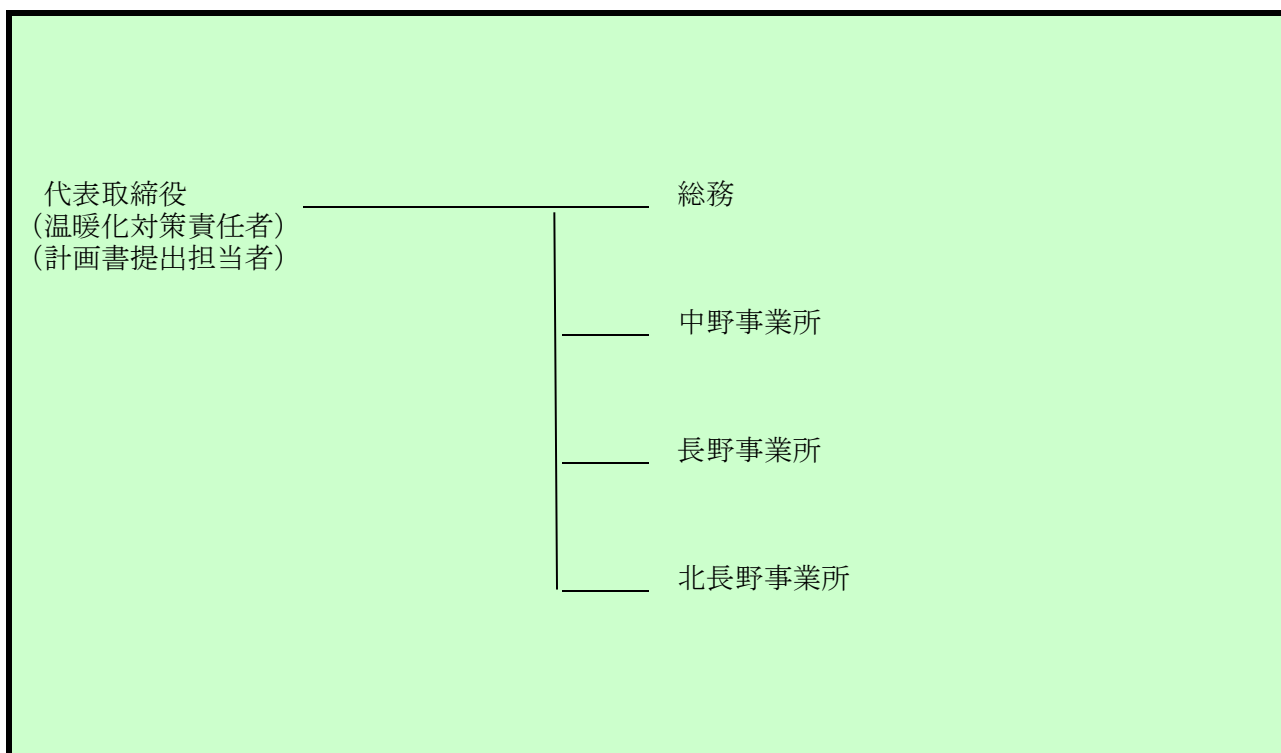 代表取締役
(温暖化対策責任者)
(計画書提出担当者)
総務
中野事業所
長野事業所
北長野事業所